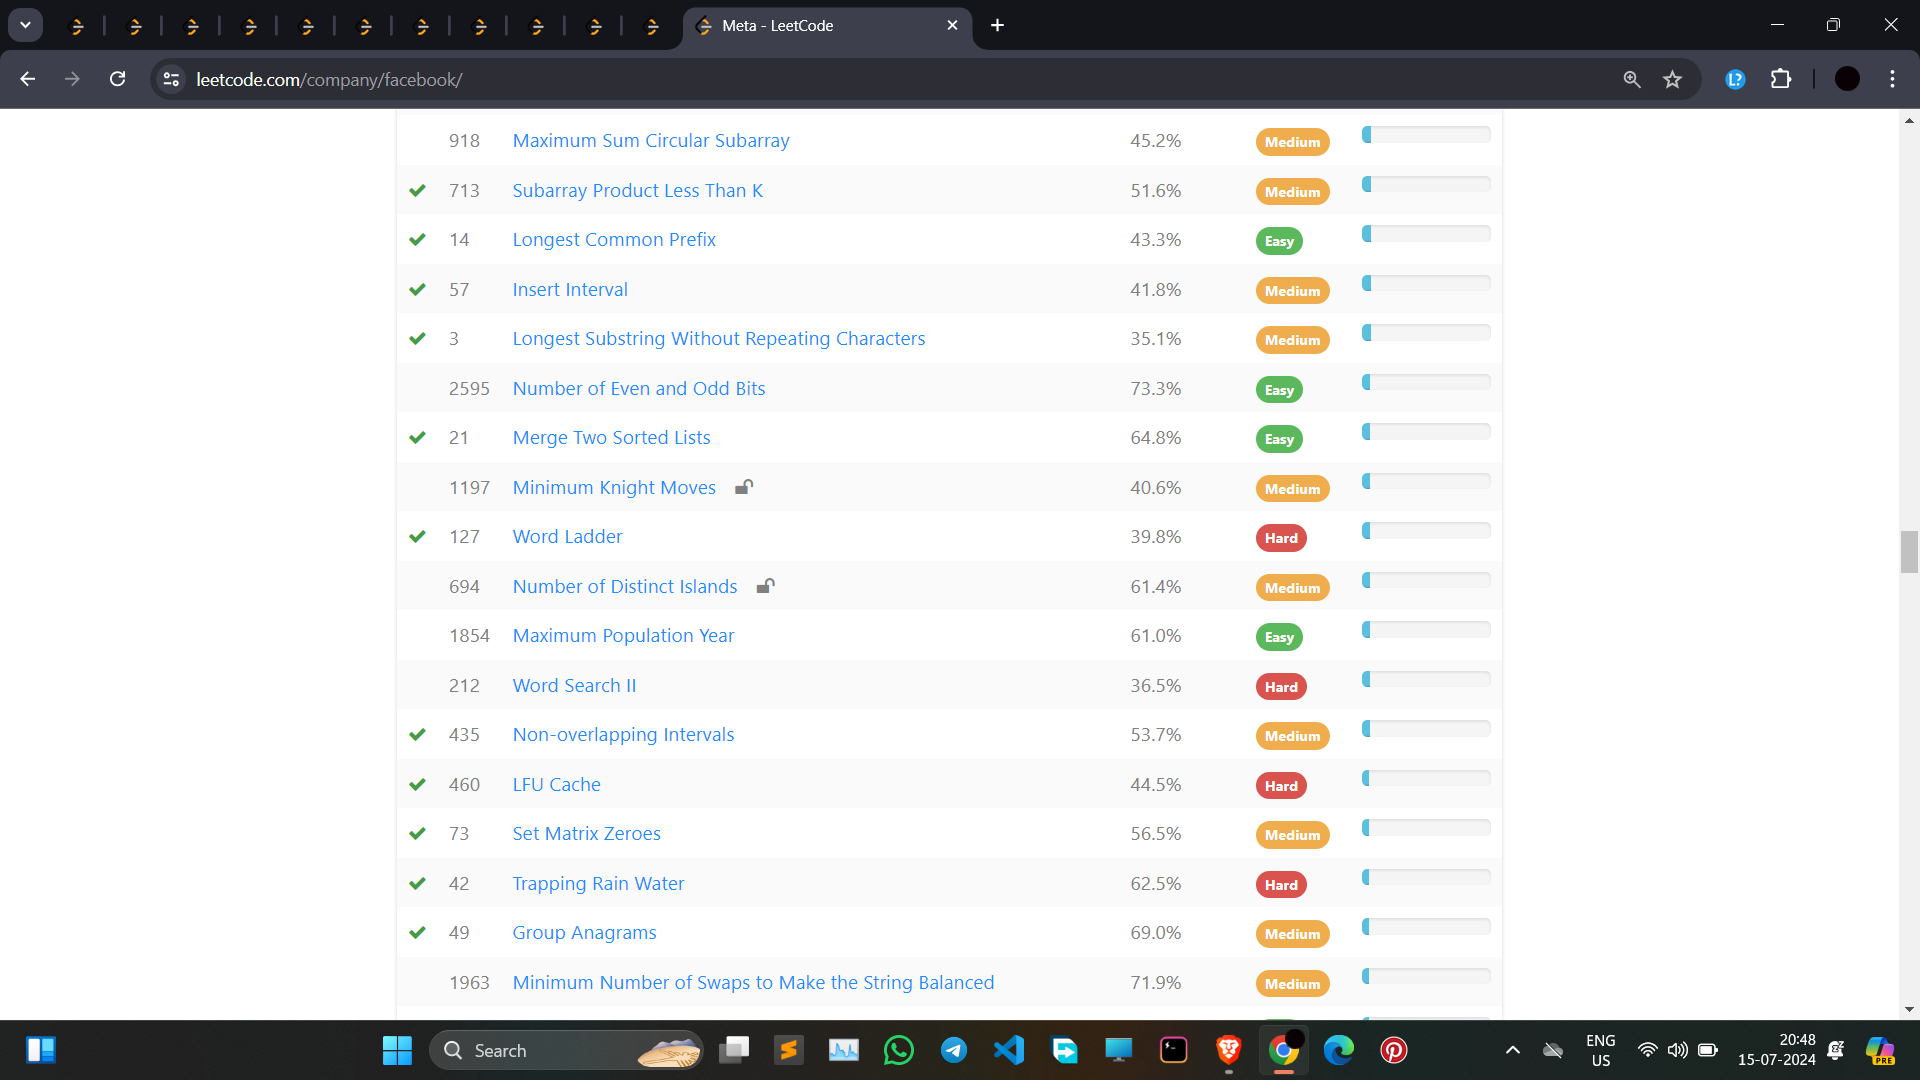 Meta - LeetCode
leetcode.com/company/facebook/
918 Maximum Sum Circular Subarray 45.2% Medium
713 Subarray Product Less Than K 51.6% Medium
14 Longest Common Prefix 43.3% Easy
57 Insert Interval 41.8% Medium
3 Longest Substring Without Repeating Characters 35.1% Medium
2595 Number of Even and Odd Bits 73.3% Easy
21 Merge Two Sorted Lists 64.8% Easy
1197 Minimum Knight Moves 40.6% Medium
127 Word Ladder 39.8% Hard
694 Number of Distinct Islands 61.4% Medium
1854 Maximum Population Year 61.0% Easy
212 Word Search II 36.5% Hard
435 Non-overlapping Intervals 53.7% Medium
460 LFU Cache 44.5% Hard
73 Set Matrix Zeroes 56.5% Medium
42 Trapping Rain Water 62.5% Hard
49 Group Anagrams 69.0% Medium
1963 Minimum Number of Swaps to Make the String Balanced 71.9% Medium
Search
ENG
US
20:48
15-07-2024
PRE